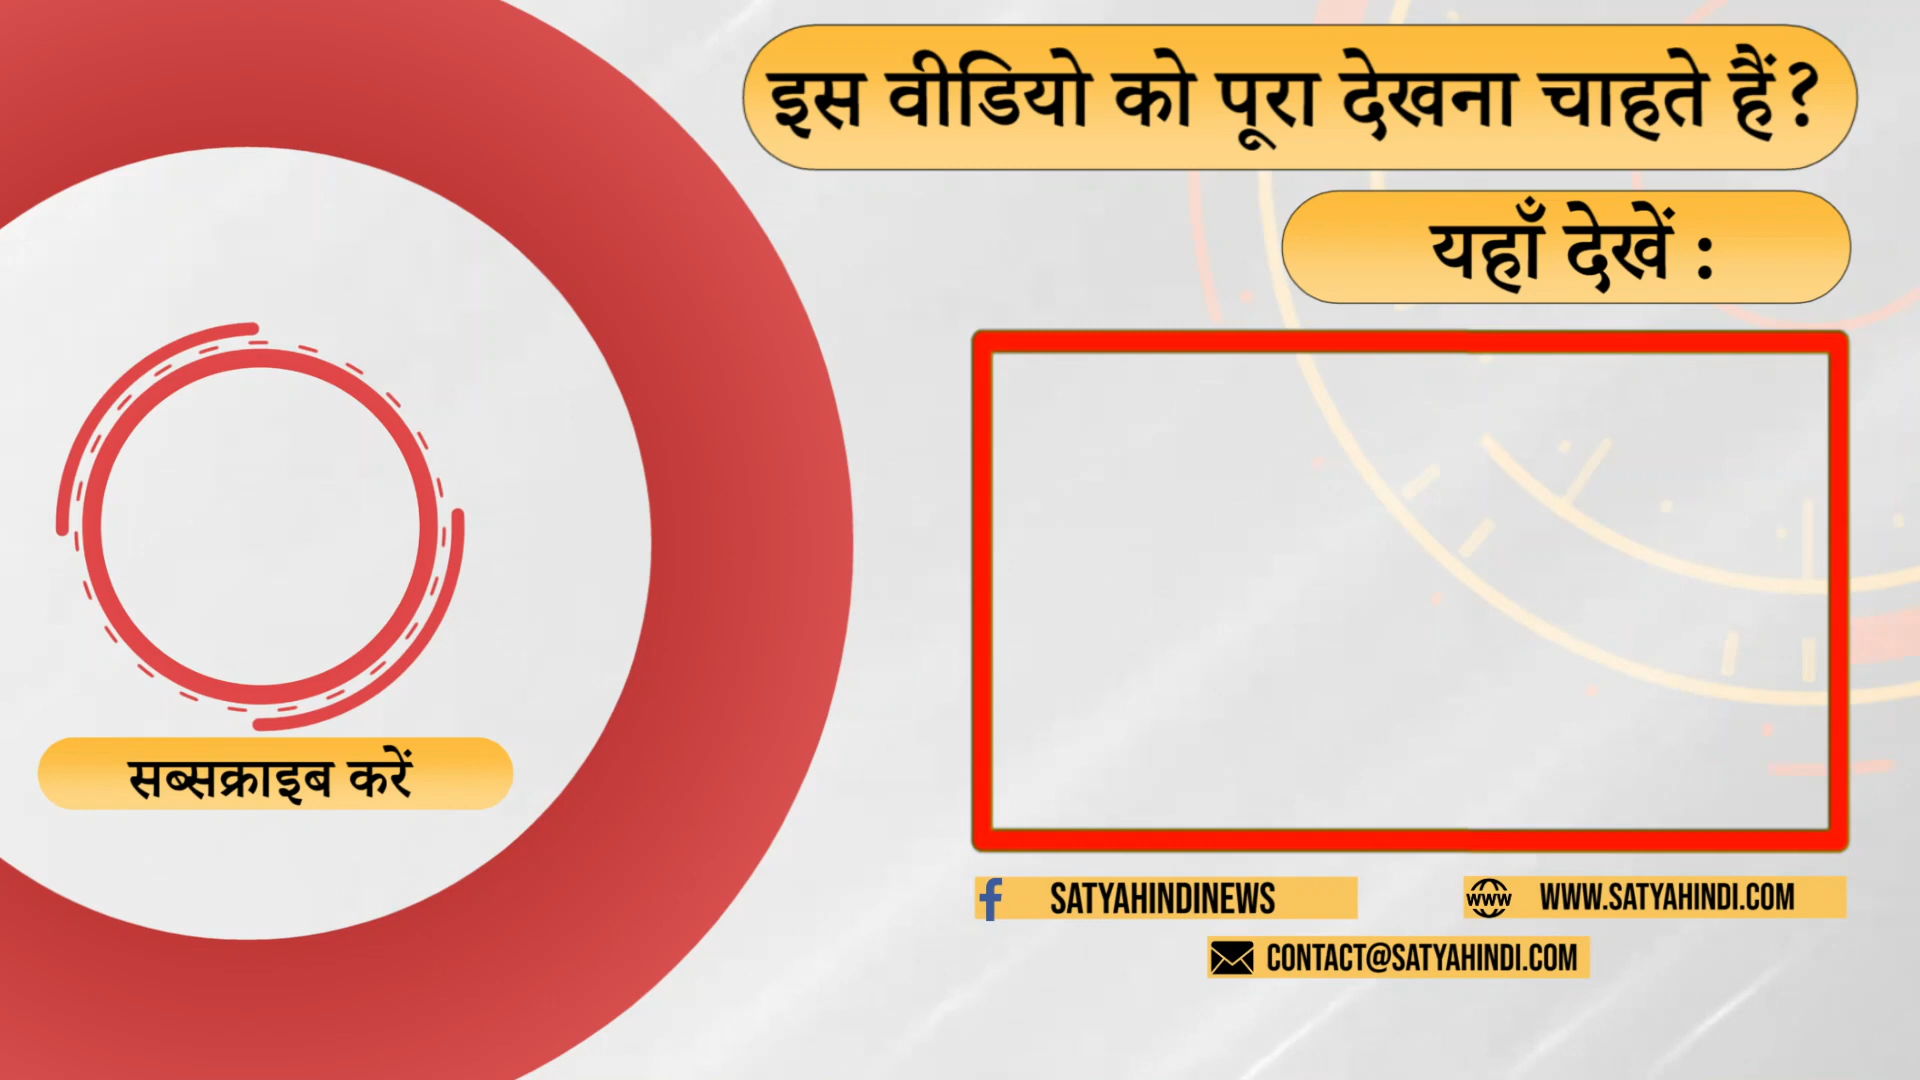 इस वीडियो को पूरा देखना चाहते हैं?
यहाँ देखें :
सब्सक्राइब करें
SATYAHINDINEWS
WWW WWW.SATYAHINDI.COM
CONTACT@SATYAHINDI.COM